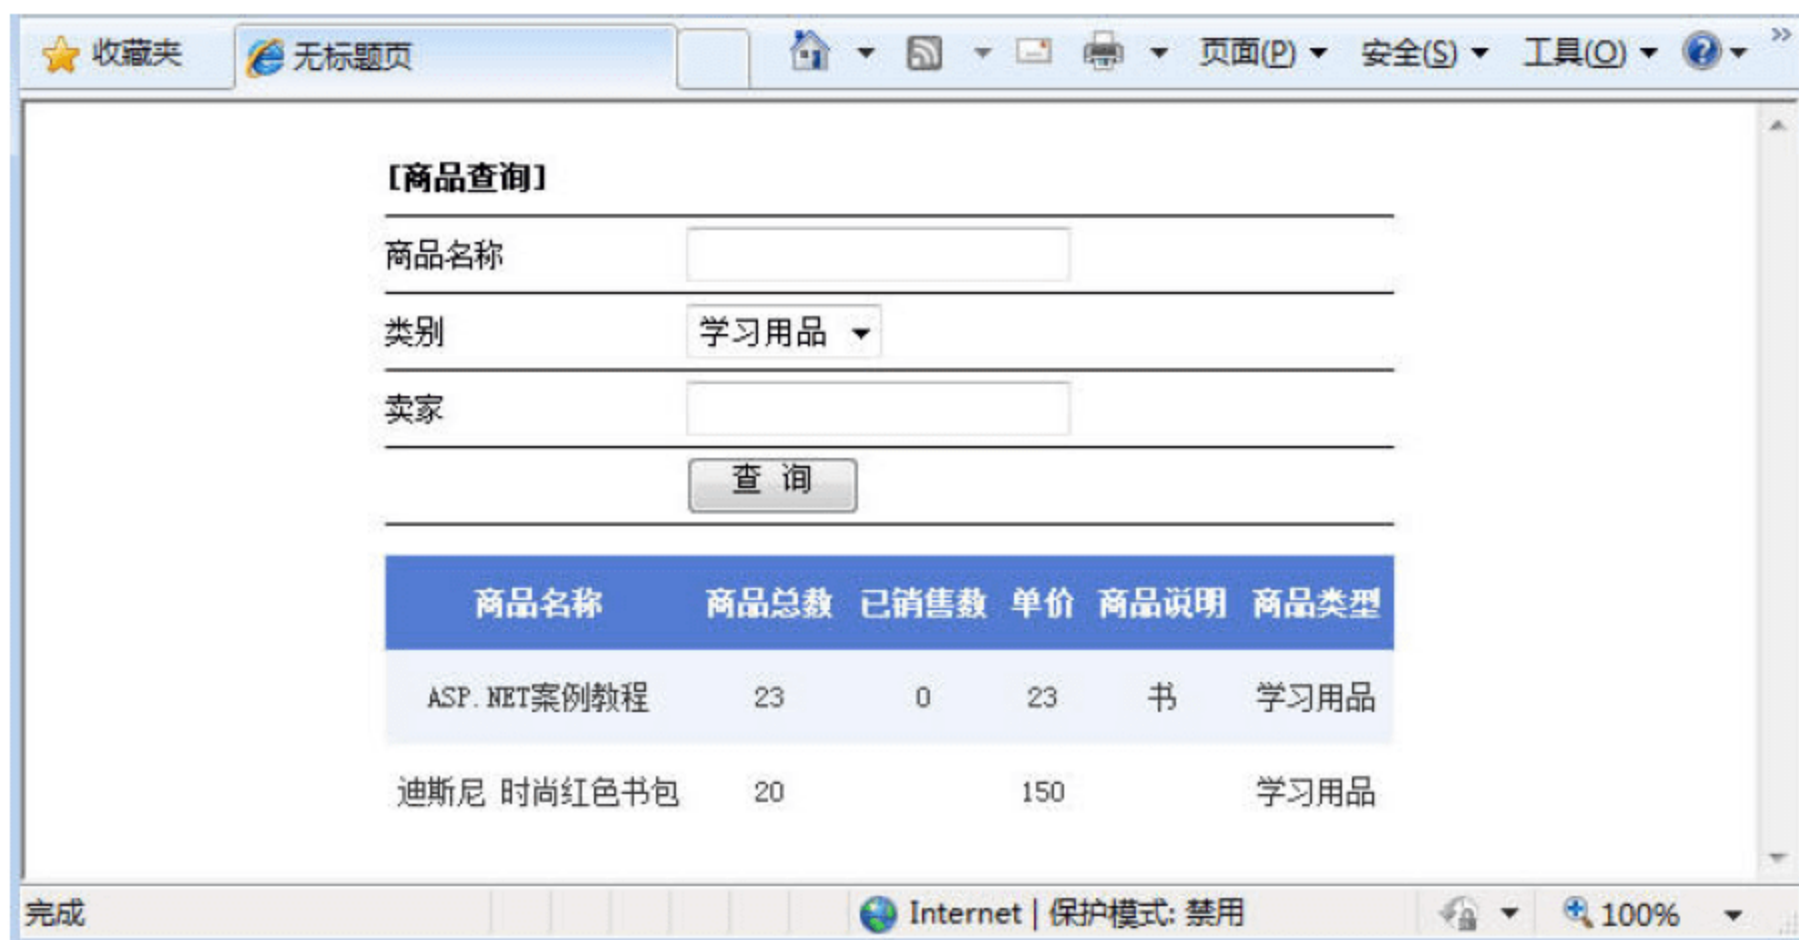 收藏夹 无标题页 页面(P) 安全(S) 工具(O) »
[商品查询]
商品名称
类别 学习用品
卖家
查 询
商品名称 商品总数 已销售数 单价 商品说明 商品类型
ASP.NET案例教程 23 0 23 书 学习用品
迪斯尼 时尚红色书包 20 150 学习用品
完成 Internet | 保护模式: 禁用 100%